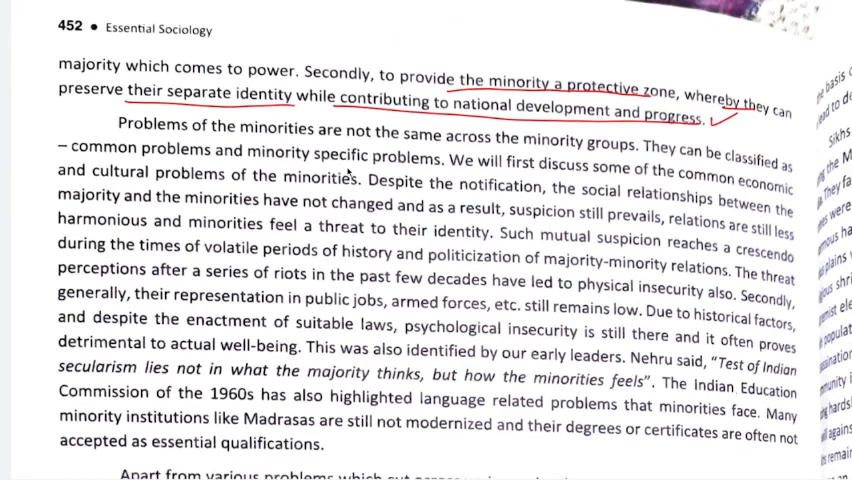 452 • Essential Sociology
majority which comes to power. Secondly, to provide the minority a protective zone, whereby they can
preserve their separate identity while contributing to national development and progress.
Problems of the minorities are not the same across the minority groups. They can be classified as
– common problems and minority specific problems. We will first discuss some of the common economic
and cultural problems of the minorities. Despite the notification, the social relationships between the
majority and the minorities have not changed and as a result, suspicion still prevails, relations are still less
harmonious and minorities feel a threat to their identity. Such mutual suspicion reaches a crescendo
during the times of volatile periods of history and politicization of majority-minority relations. The threat
perceptions after a series of riots in the past few decades have led to physical insecurity also. Secondly,
generally, their representation in public jobs, armed forces, etc. still remains low. Due to historical factors,
and despite the enactment of suitable laws, psychological insecurity is still there and it often proves
detrimental to actual well-being. This was also identified by our early leaders. Nehru said, "Test of Indian
secularism lies not in what the majority thinks, but how the minorities feels". The Indian Education
Commission of the 1960s has also highlighted language related problems that minorities face. Many
minority institutions like Madrasas are still not modernized and their degrees or certificates are often not
accepted as essential qualifications.
Apart from various problems which
the basis
Sikhs